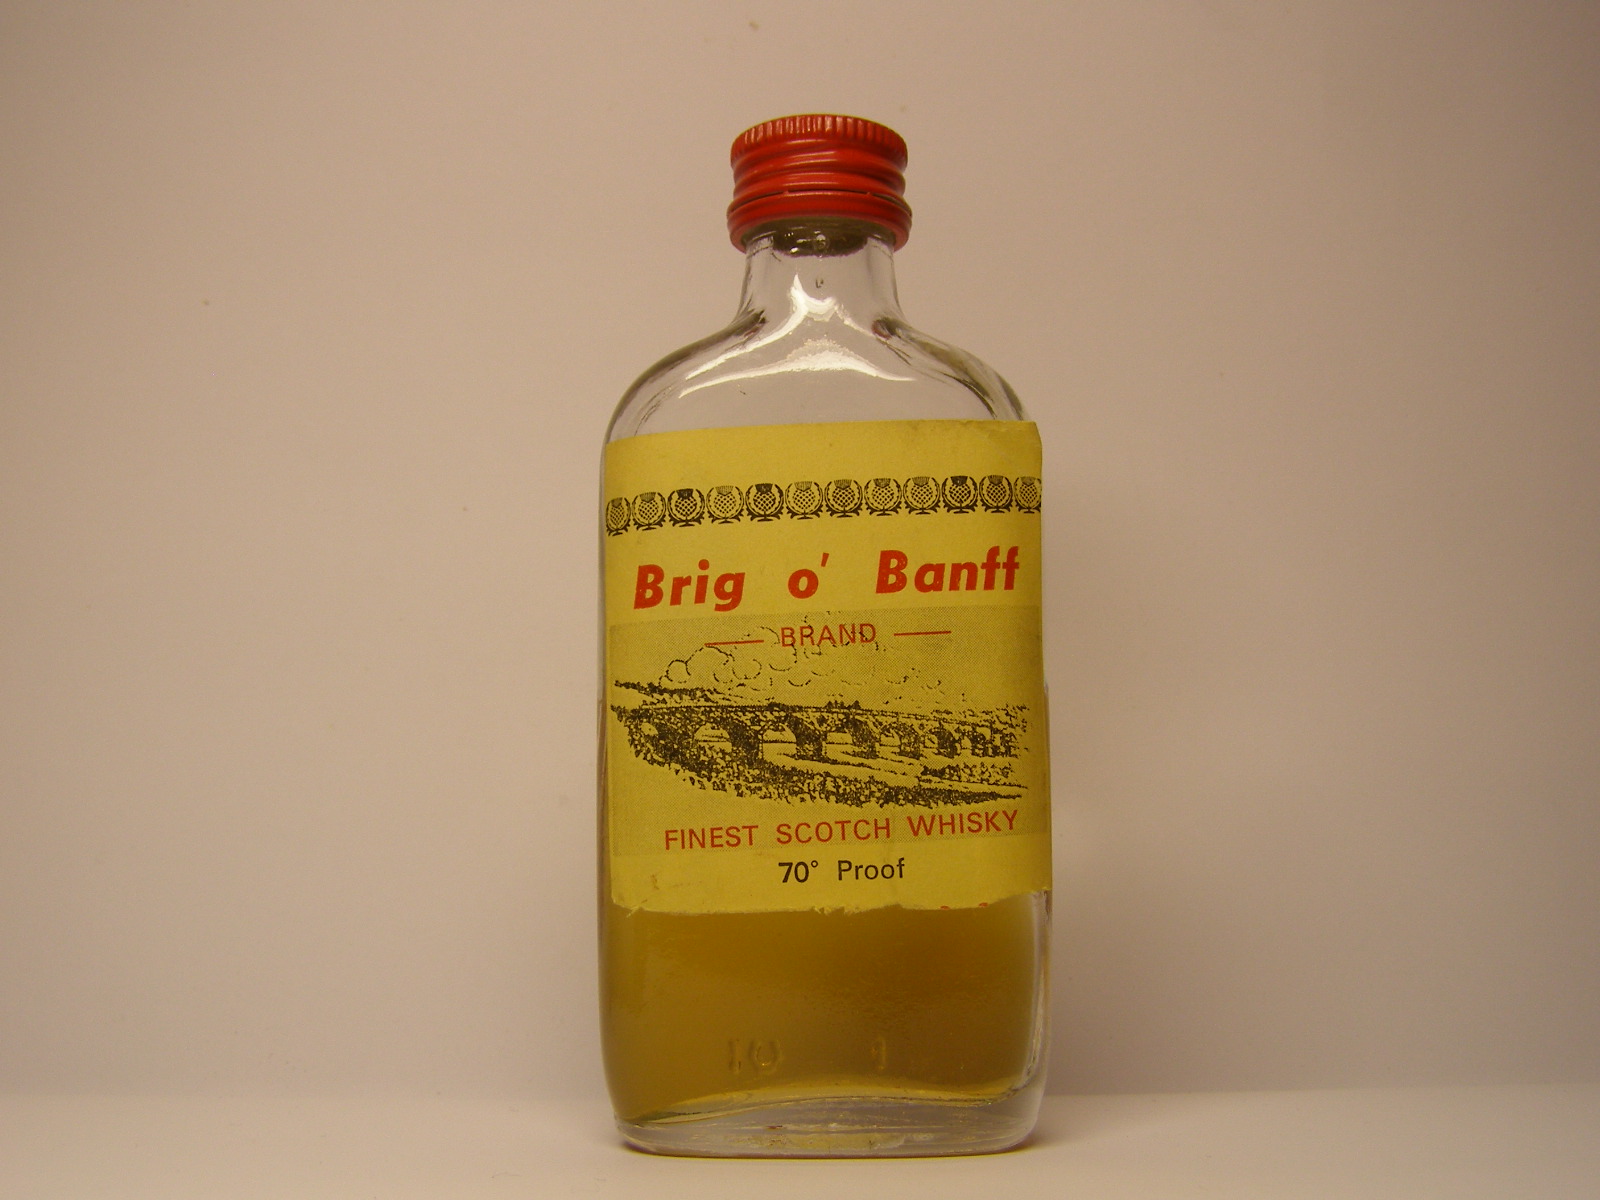 Brig o' Banff
BRAND
FINEST SCOTCH WHISKY
70° Proof